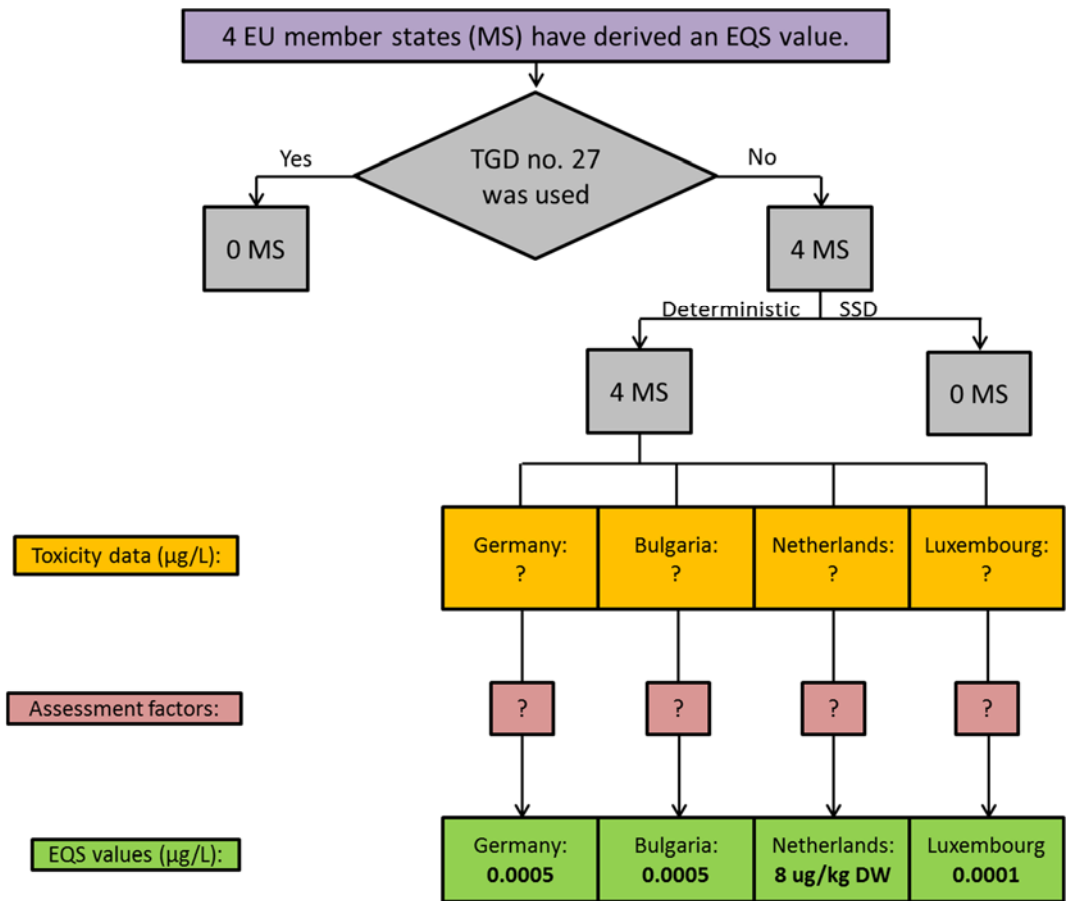 4 EU member states (MS) have derived an EQS value.
TGD no. 27
was used
Yes
No
0 MS
4 MS
Deterministic
SSD
4 MS
0 MS
Toxicity data (µg/L):
Germany:
?
Bulgaria:
?
Netherlands:
?
Luxembourg:
?
Assessment factors:
?
?
?
?
EQS values (µg/L):
Germany:
0.0005
Bulgaria:
0.0005
Netherlands:
8 ug/kg DW
Luxembourg
0.0001